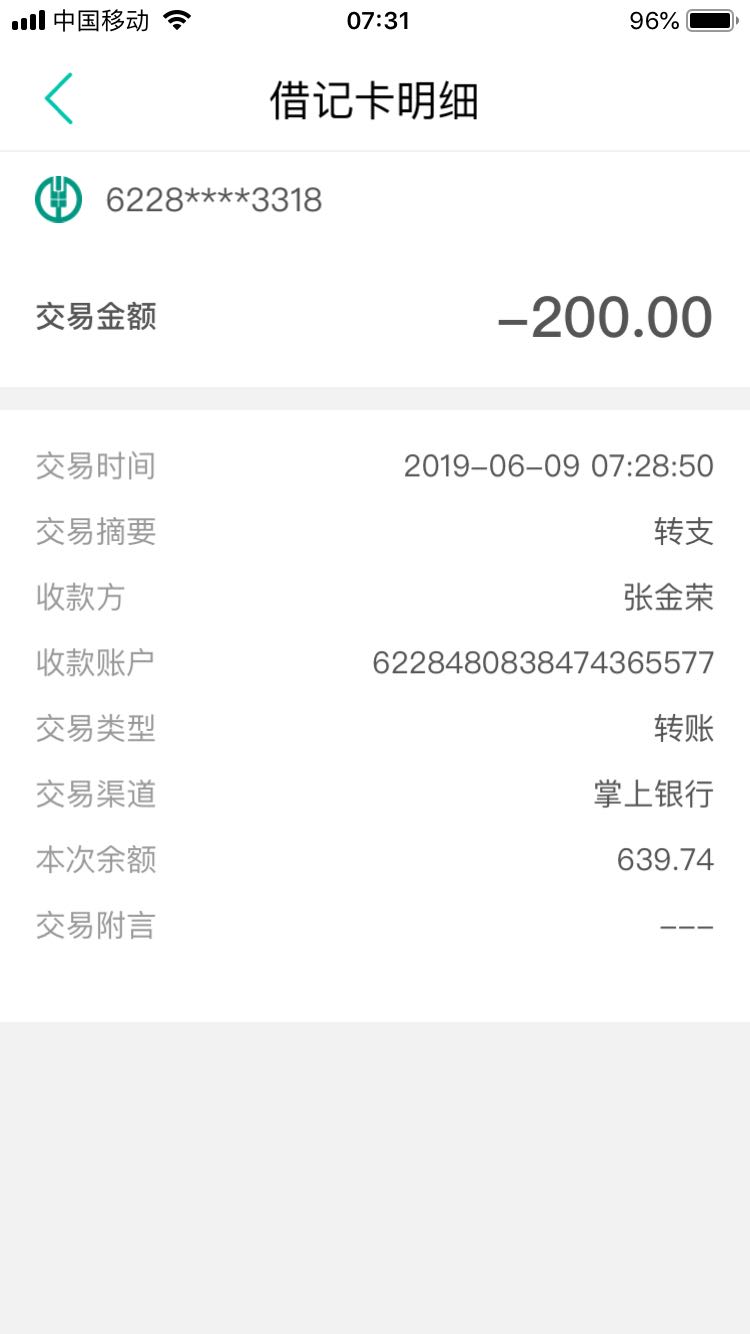 中国移动 07:31 96%
借记卡明细
6228****3318
交易金额 -200.00
交易时间 2019-06-09 07:28:50
交易摘要 转支
收款方 张金荣
收款账户 6228480838474365577
交易类型 转账
交易渠道 掌上银行
本次余额 639.74
交易附言 ---